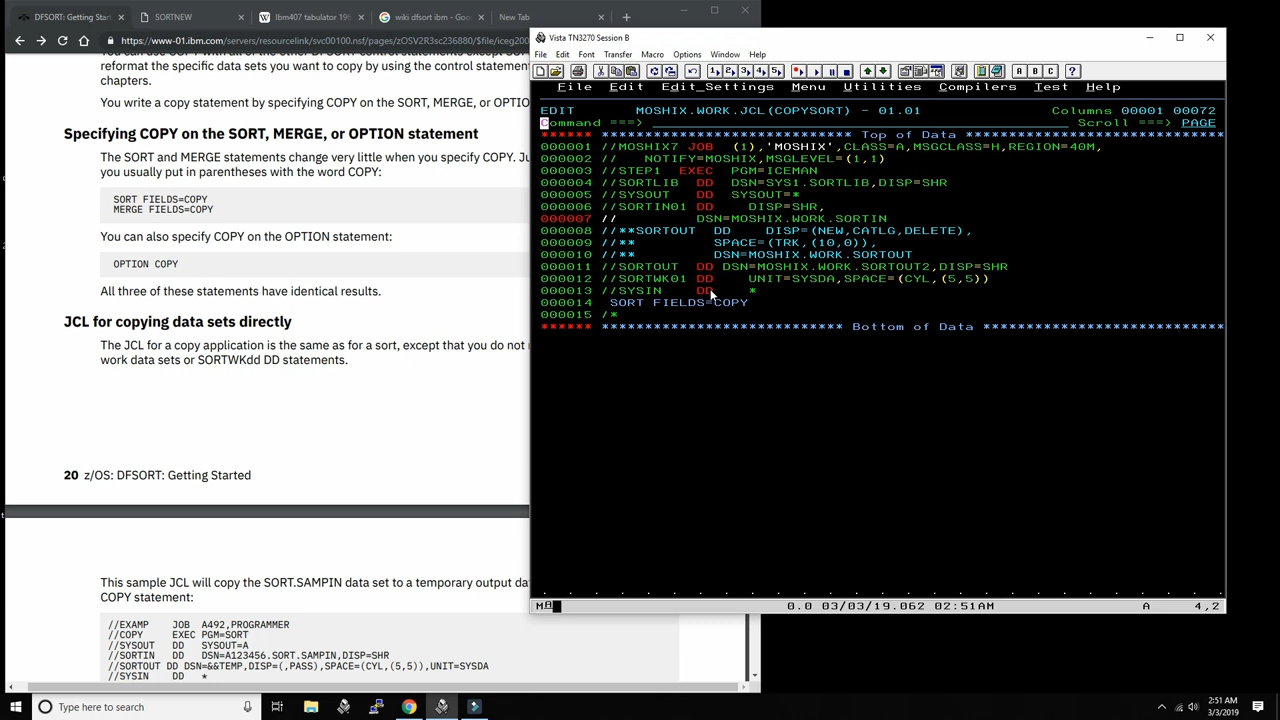 DFSORT: Getting Star
SORTNEW
Ibm407 tabulator 195
wiki dfsort ibm - Goo
New Tab
https://www-01.ibm.com/servers/resourcelink/svc00100.nsf/pages/zOSV2R3sc236880/$file/iceg200
reformat the specific data sets you want to copy by using the control statement
chapters.
You write a copy statement by specifying COPY on the SORT, MERGE, or OPTIO
Specifying COPY on the SORT, MERGE, or OPTION statement
The SORT and MERGE statements change very little when you specify COPY. Ju
you usually put in parentheses with the word COPY:
SORT FIELDS=COPY
MERGE FIELDS=COPY
You can also specify COPY on the OPTION statement:
OPTION COPY
All three of these statements have identical results.
JCL for copying data sets directly
The JCL for a copy application is the same as for a sort, except that you do not
work data sets or SORTWKdd DD statements.
20 z/OS: DFSORT: Getting Started
This sample JCL will copy the SORT.SAMPIN data set to a temporary output da
COPY statement:
//EXAMP JOB A492,PROGRAMMER
//COPY EXEC PGM=SORT
//SYSOUT DD SYSOUT=A
//SORTIN DD DSN=A123456.SORT.SAMPIN,DISP=SHR
//SORTOUT DD DSN=&&TEMP,DISP=(,PASS),SPACE=(CYL,(5,5)),UNIT=SYSDA
//SYSIN DD *
Vista TN3270 Session B
File Edit Font Transfer Macro Options Window Help
File Edit Edit_Settings Menu Utilities Compilers Test Help
EDIT MOSHIX.WORK.JCL(COPYSORT) - 01.01 Columns 00001 00072
Command ===> Scroll ===> PAGE
****** *************************** Top of Data ****************************
000001 //MOSHIX7 JOB (1),'MOSHIX',CLASS=A,MSGCLASS=H,REGION=40M,
000002 // NOTIFY=MOSHIX,MSGLEVEL=(1,1)
000003 //STEP1 EXEC PGM=ICEMAN
000004 //SORTLIB DD DSN=SYS1.SORTLIB,DISP=SHR
000005 //SYSOUT DD SYSOUT=*
000006 //SORTIN01 DD DISP=SHR,
000007 // DSN=MOSHIX.WORK.SORTIN
000008 //**SORTOUT DD DISP=(NEW,CATLG,DELETE),
000009 //** SPACE=(TRK,(10,0)),
000010 //** DSN=MOSHIX.WORK.SORTOUT
000011 //SORTOUT DD DSN=MOSHIX.WORK.SORTOUT2,DISP=SHR
000012 //SORTWK01 DD UNIT=SYSDA,SPACE=(CYL,(5,5))
000013 //SYSIN DD *
000014 SORT FIELDS=COPY
000015 /*
****** **************************** Bottom of Data ****************************
MA 0.0 03/03/19.062 02:51AM A 4,2
Type here to search
2:51 AM
3/3/2019